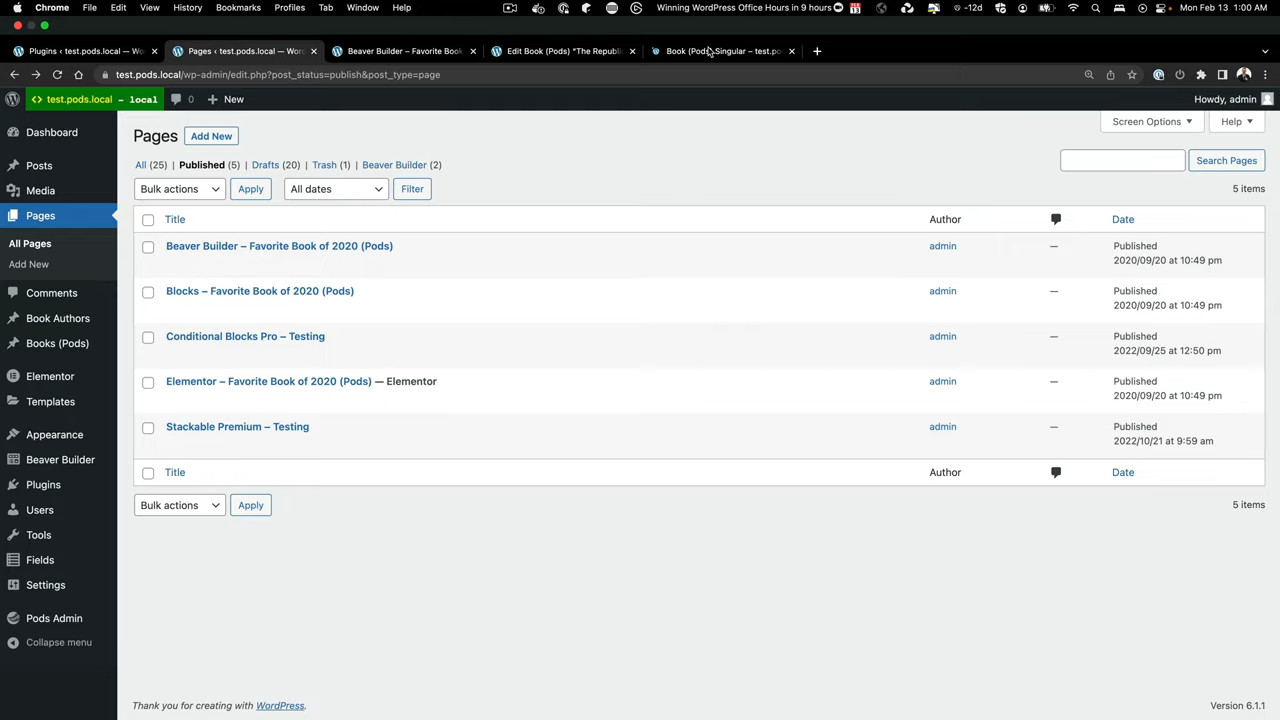 Chrome File Edit View History Bookmarks Profiles Tab Window Help Winning WordPress Office Hours in 9 hours 13 -12d Mon Feb 13 1:00 AM
Plugins ‹ test.pods.local — Wo Pages ‹ test.pods.local — Wor Beaver Builder – Favorite Book Edit Book (Pods) "The Republi Book (Pods) Singular – test.po
test.pods.local/wp-admin/edit.php?post_status=publish&post_type=page
<> test.pods.local - local 0 + New Howdy, admin
Screen Options Help
Pages Add New
All (25) | Published (5) | Drafts (20) | Trash (1) | Beaver Builder (2)
Search Pages
Bulk actions Apply All dates Filter
5 items
Title Author Date
Beaver Builder – Favorite Book of 2020 (Pods) admin — Published
2020/09/20 at 10:49 pm
Blocks – Favorite Book of 2020 (Pods) admin — Published
2020/09/20 at 10:49 pm
Conditional Blocks Pro – Testing admin — Published
2022/09/25 at 12:50 pm
Elementor – Favorite Book of 2020 (Pods) — Elementor admin — Published
2020/09/20 at 10:49 pm
Stackable Premium – Testing admin — Published
2022/10/21 at 9:59 am
Title Author Date
Bulk actions Apply
5 items
Dashboard
Posts
Media
Pages
All Pages
Add New
Comments
Book Authors
Books (Pods)
Elementor
Templates
Appearance
Beaver Builder
Plugins
Users
Tools
Fields
Settings
Pods Admin
Collapse menu
Thank you for creating with WordPress.
Version 6.1.1